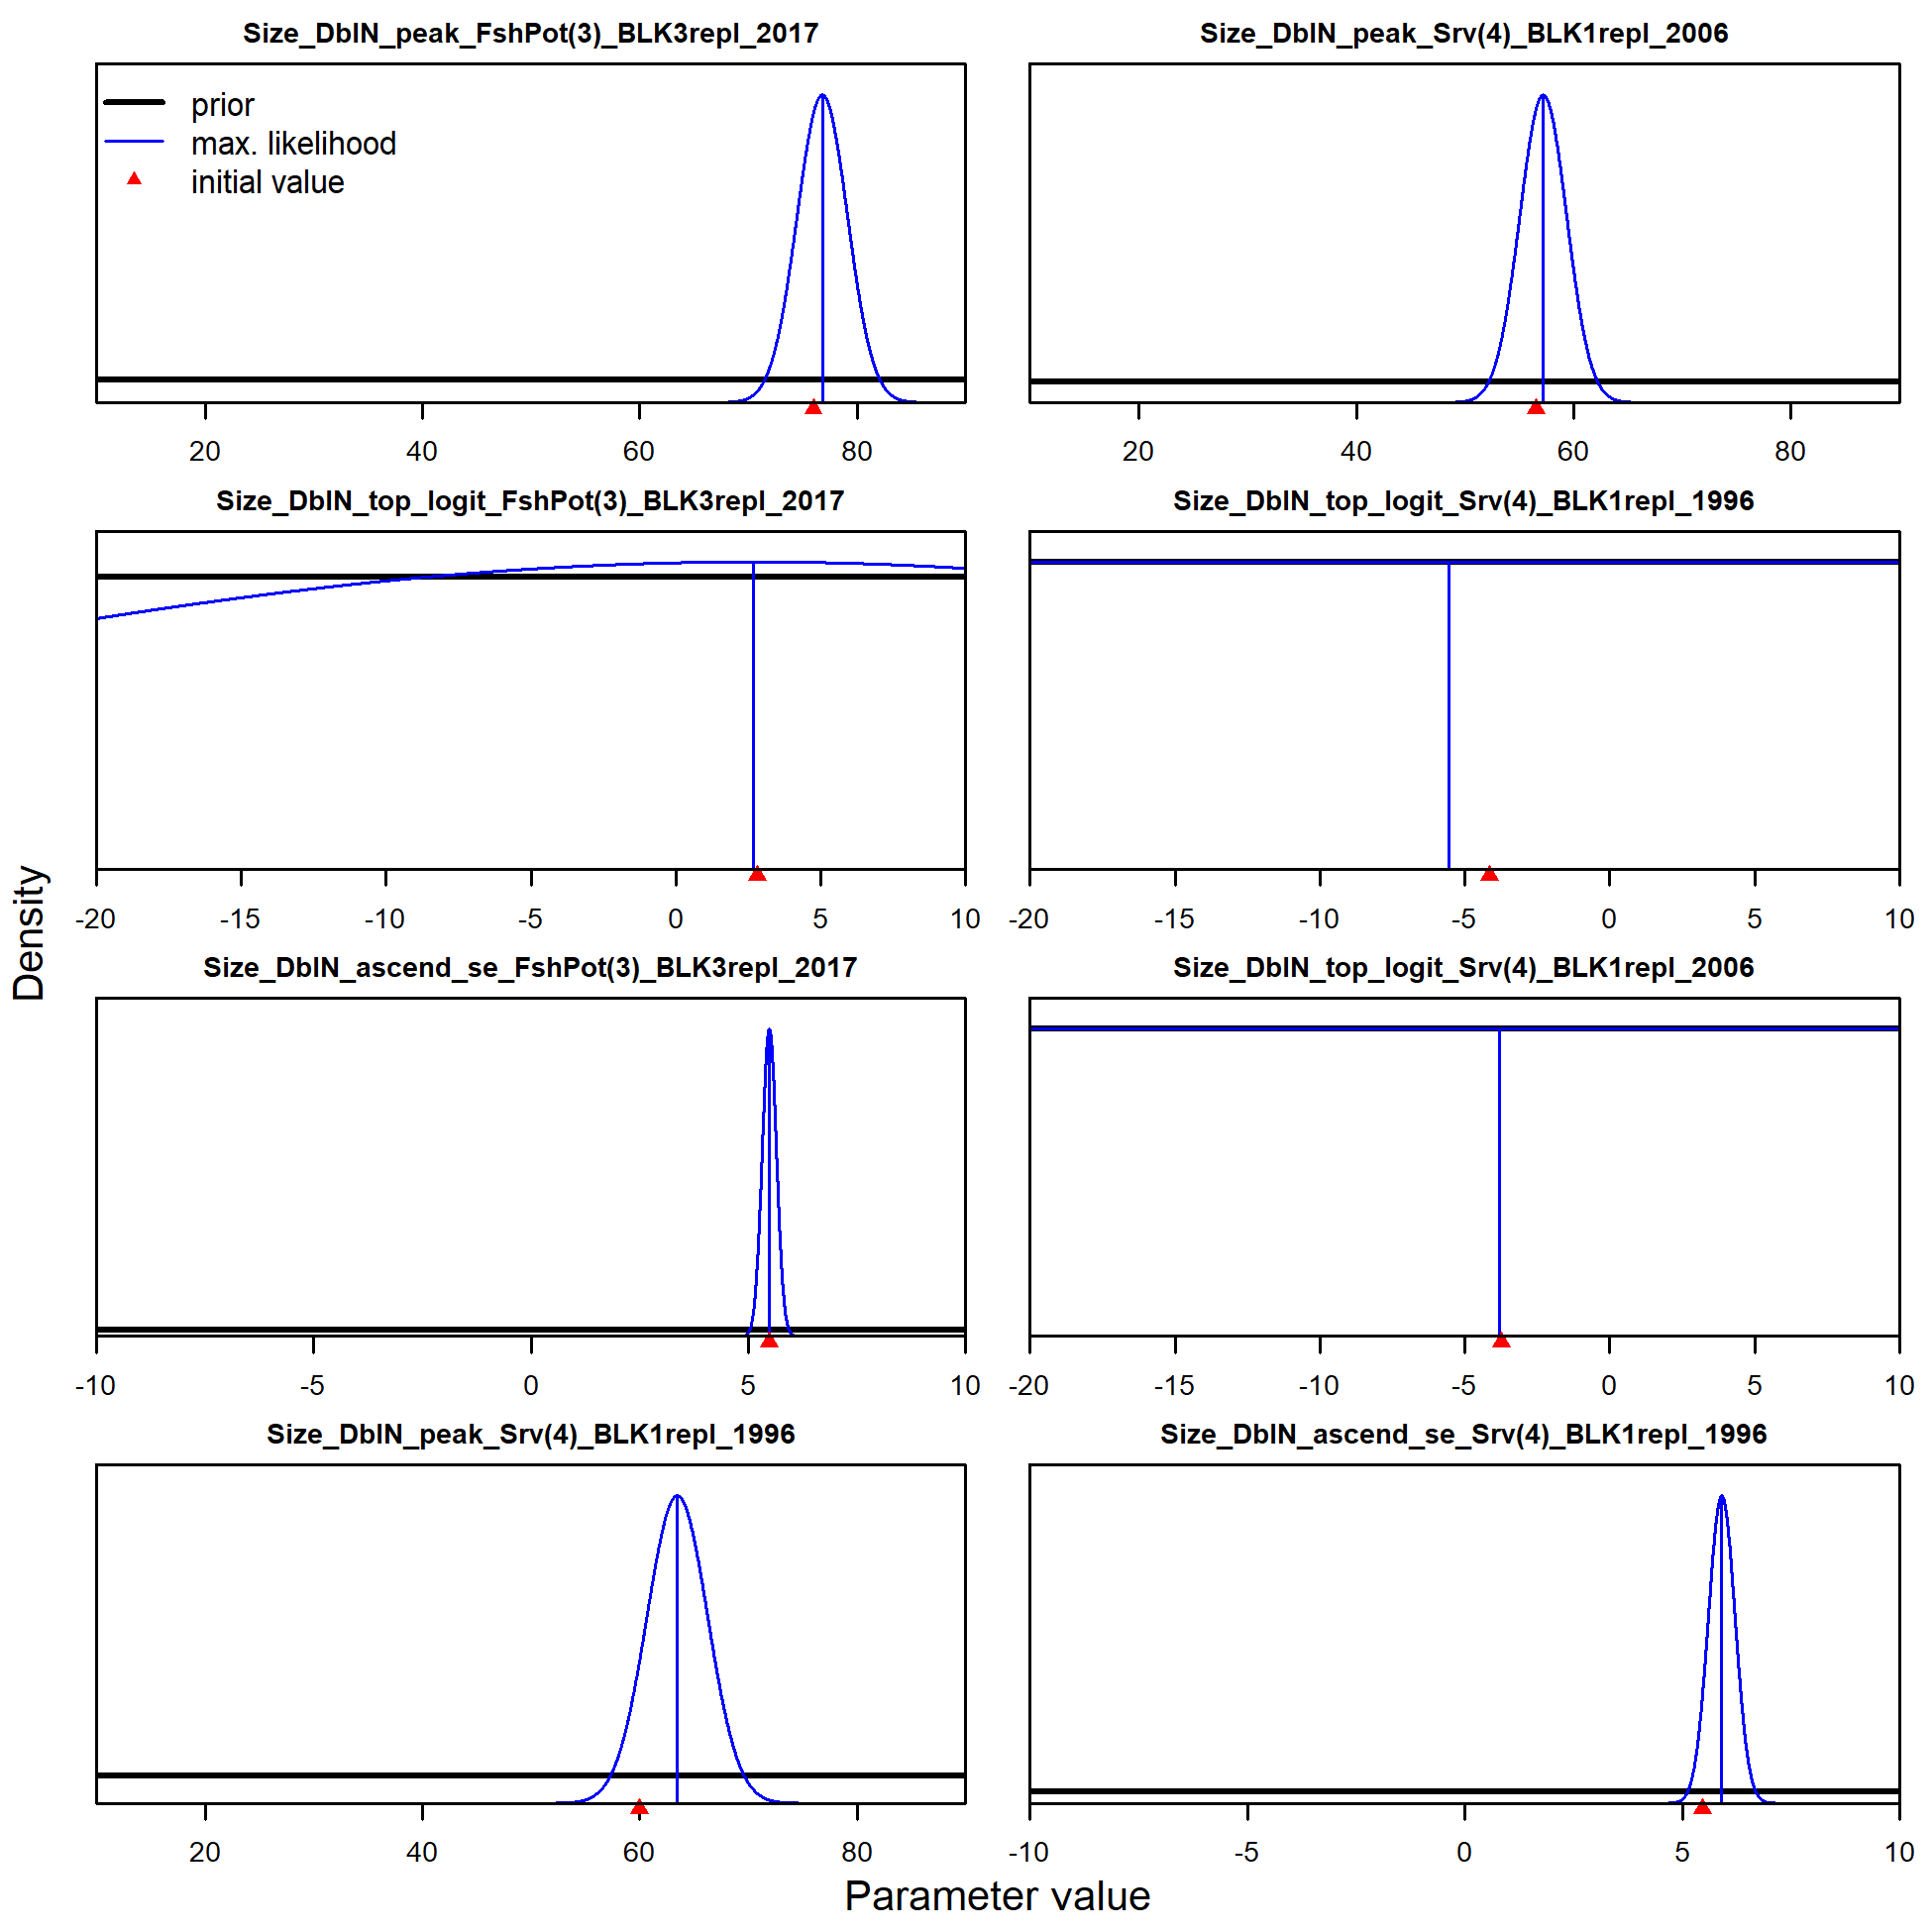 Size_DblN_peak_FshPot(3)_BLK3repl_2017
prior
max. likelihood
initial value
20 40 60 80
Size_DblN_peak_Srv(4)_BLK1repl_2006
20 40 60 80
Size_DblN_top_logit_FshPot(3)_BLK3repl_2017
-20 -15 -10 -5 0 5 10
Size_DblN_top_logit_Srv(4)_BLK1repl_1996
-20 -15 -10 -5 0 5 10
Size_DblN_ascend_se_FshPot(3)_BLK3repl_2017
-10 -5 0 5 10
Size_DblN_top_logit_Srv(4)_BLK1repl_2006
-20 -15 -10 -5 0 5 10
Size_DblN_peak_Srv(4)_BLK1repl_1996
20 40 60 80
Size_DblN_ascend_se_Srv(4)_BLK1repl_1996
-10 -5 0 5 10
Density
Parameter value